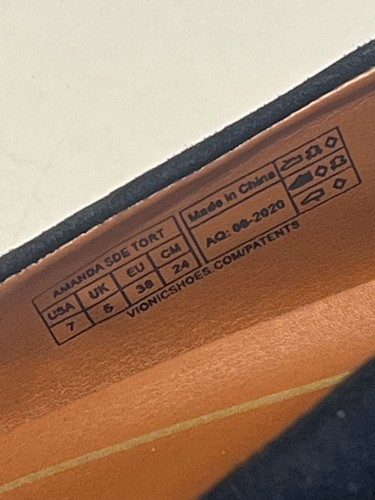 AMANDA SDE TORT
USA UK EU CM
7 5 38 24
Made in China
AQ: 06-2020
VIONICSHOES.COM/PATENTS